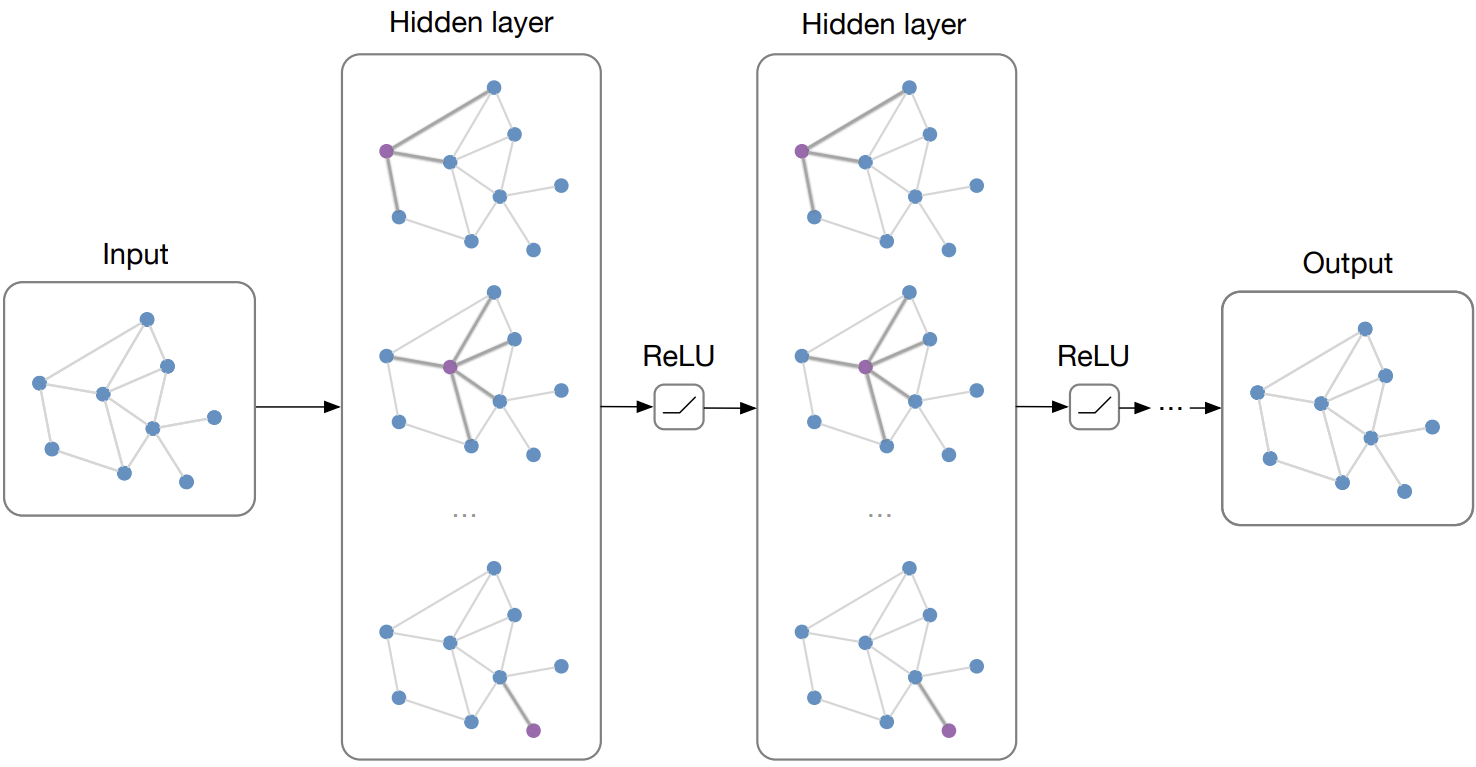 Hidden layer
Hidden layer
Input
Output
ReLU
ReLU
...
...
...